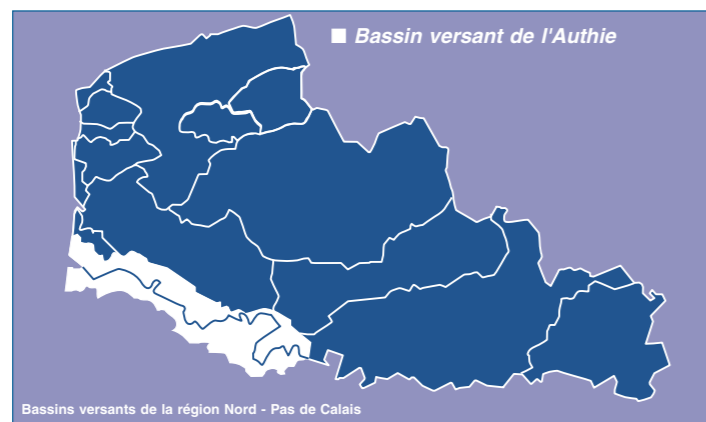 Bassin versant de l'Authie
Bassins versants de la région Nord - Pas de Calais